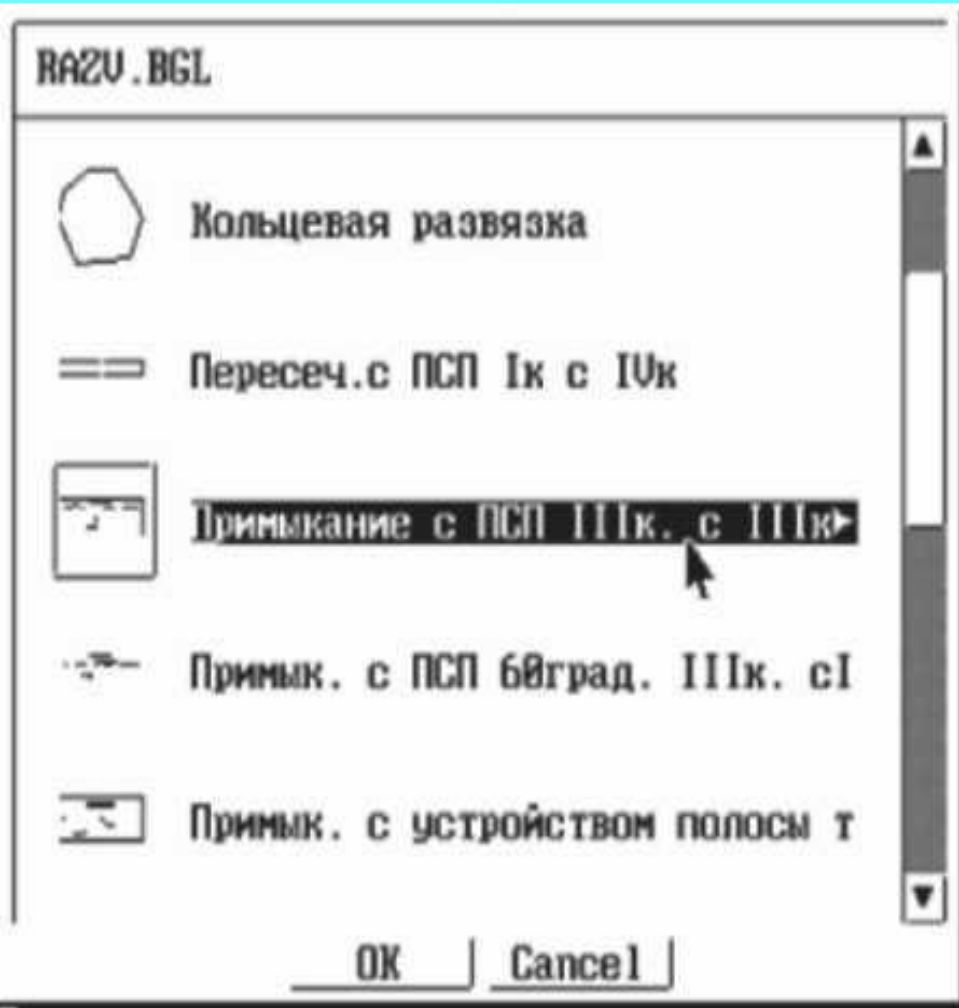 RAZV.BGL
Кольцевая развязка
Пересеч.с ПСП Iк с IVк
Примыкание с ПСП IIIк. с IIIк
Примык. с ПСП 60град. IIIк. сI
Примык. с устройством полосы т
OK
Cancel